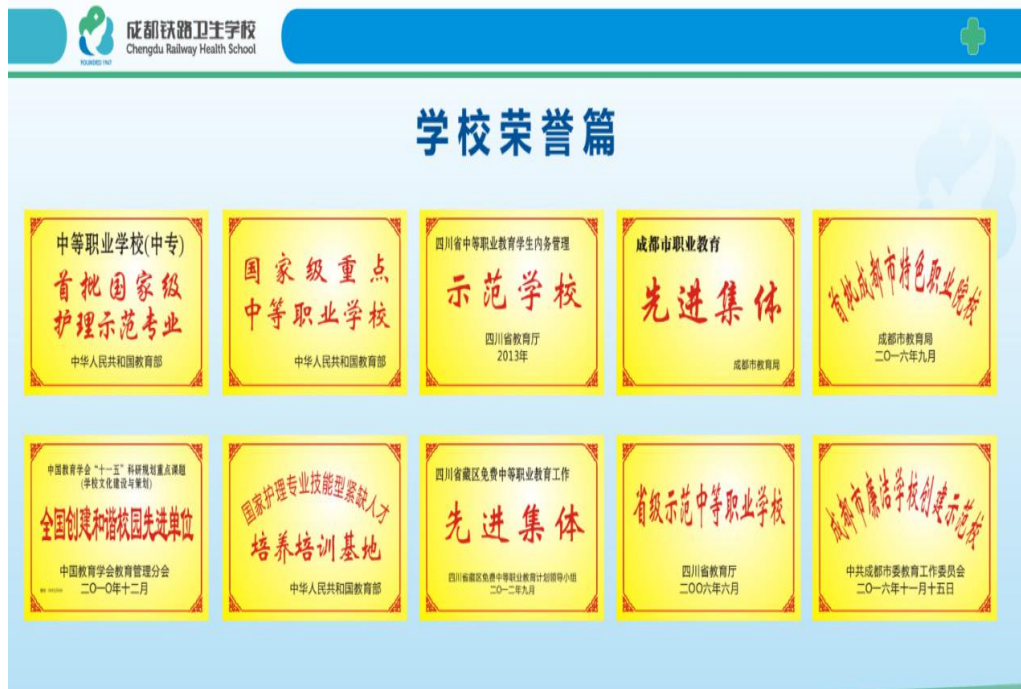 成都铁路卫生学校
Chengdu Railway Health School
FOUNDED 1947
学校荣誉篇
中等职业学校(中专)
首批国家级
护理示范专业
中华人民共和国教育部
国家级重点
中等职业学校
中华人民共和国教育部
四川省中等职业教育学生内务管理
示范学校
四川省教育厅
2013年
成都市职业教育
先进集体
成都市教育局
首批成都市特色职业院校
成都市教育局
二〇一六年九月
中国教育学会“十一五”科研规划重点课题
(学校文化建设与策划)
全国创建和谐校园先进单位
中国教育学会教育管理分会
二〇一〇年十二月
国家护理专业技能型紧缺人才
培养培训基地
中华人民共和国教育部
四川省藏区免费中等职业教育工作
先进集体
四川省藏区免费中等职业教育计划领导小组
二〇一二年九月
省级示范中等职业学校
四川省教育厅
二〇〇六年六月
成都市廉洁学校创建示范校
中共成都市委教育工作委员会
二〇一六年十一月十五日